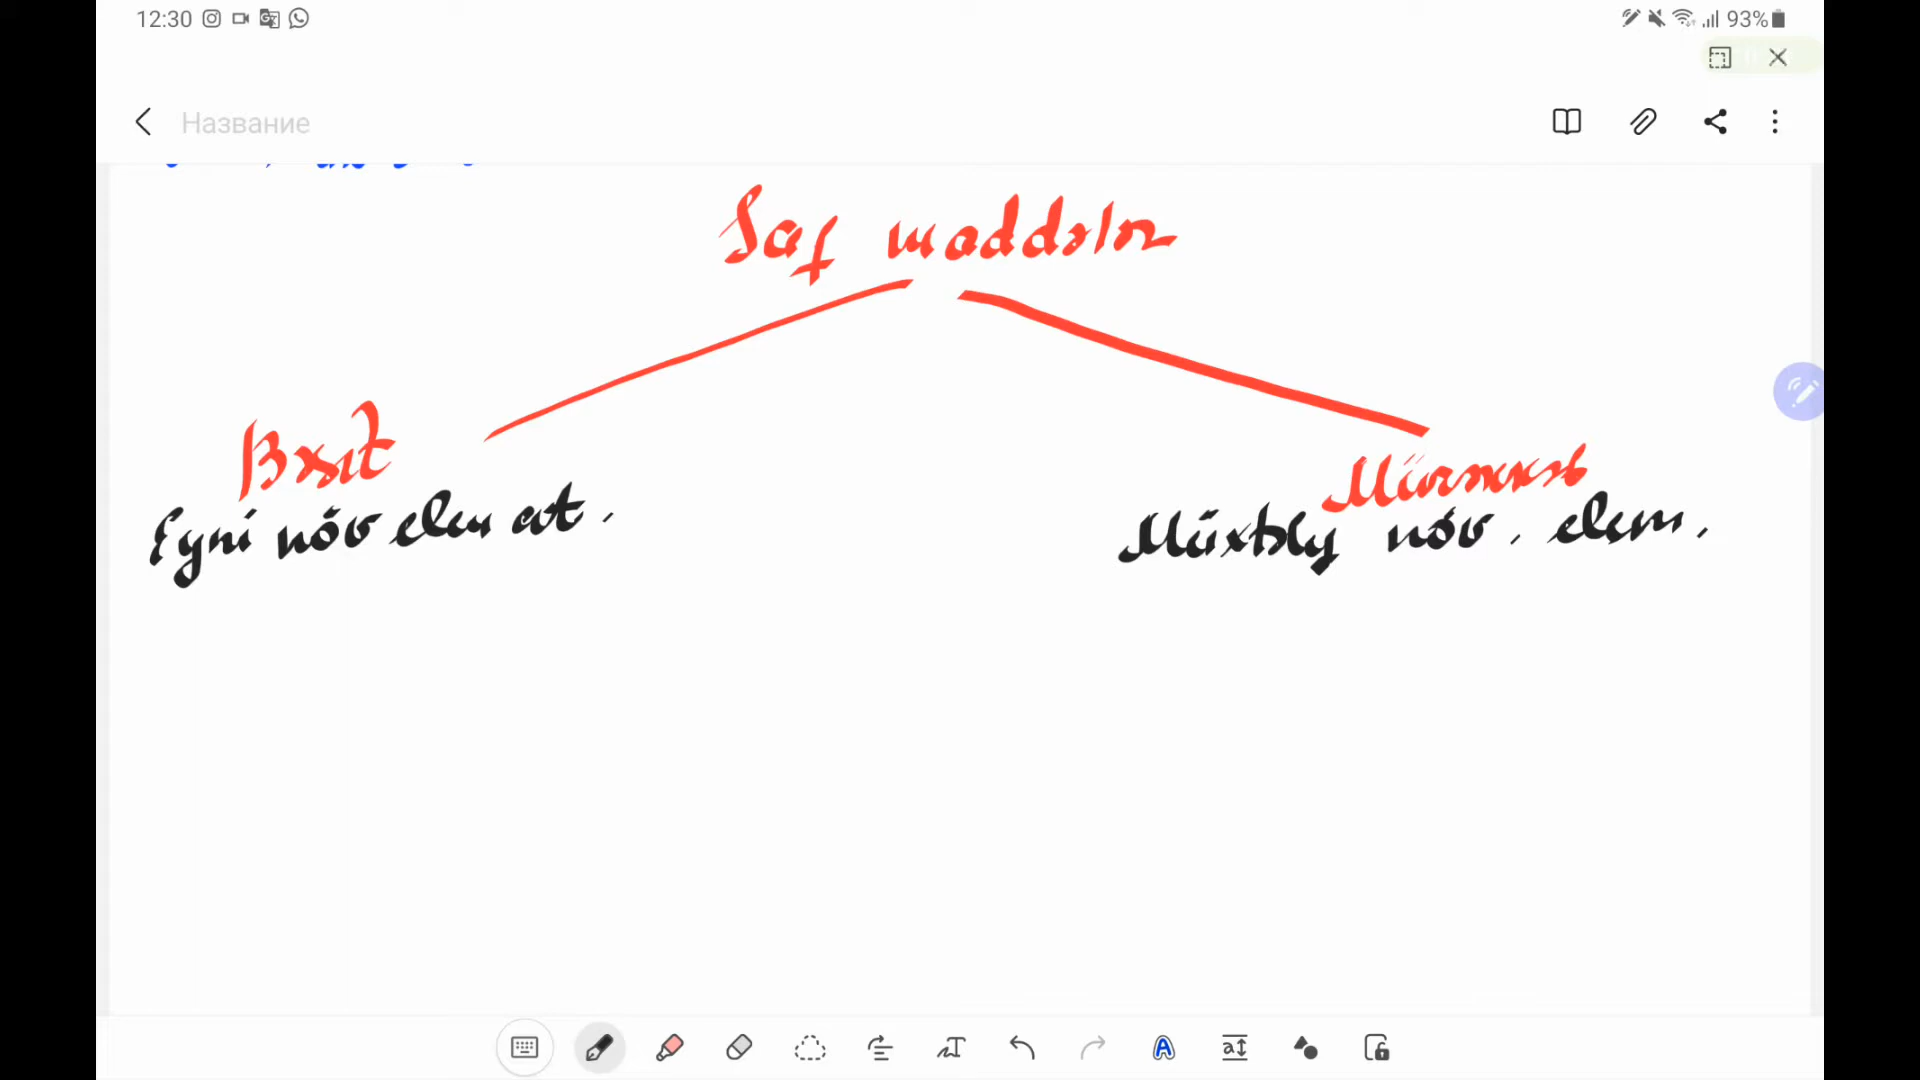 12:30 93%
Название
Saf maddələr
Bəsit
Mürəkkəb
Eyni növ elem at.
Müxtəlif növ. elem.